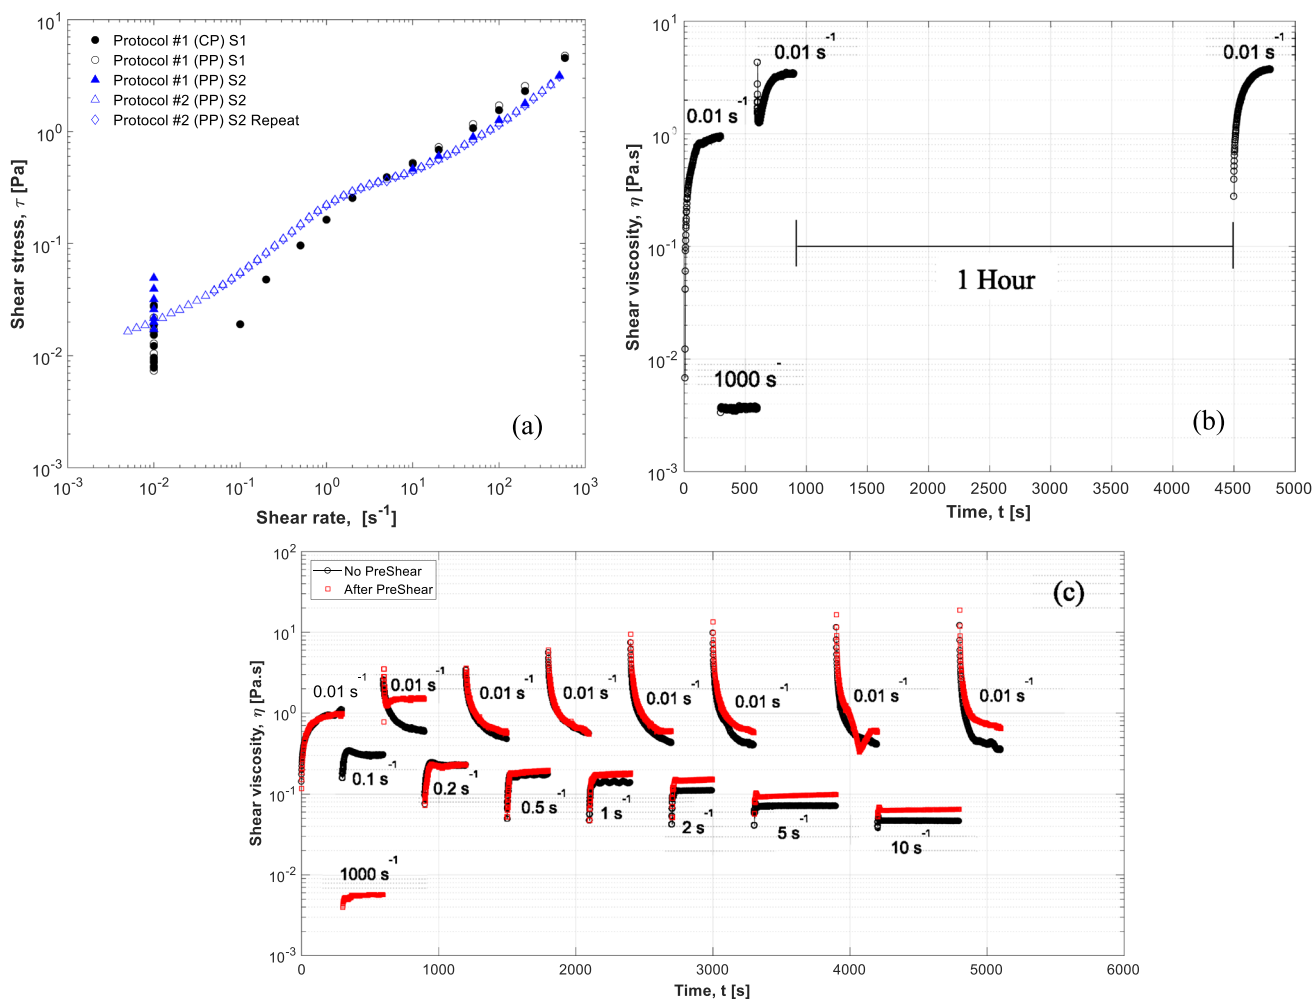 10^1
10^0
10^-1
10^-2
10^-3
Shear stress, τ [Pa]
Protocol #1 (CP) S1
Protocol #1 (PP) S1
Protocol #1 (PP) S2
Protocol #2 (PP) S2
Protocol #2 (PP) S2 Repeat
(a)
10^-3 10^-2 10^-1 10^0 10^1 10^2 10^3
Shear rate, [s^-1]
10^1
10^0
10^-1
10^-2
10^-3
Shear viscosity, η [Pa.s]
0.01 s^-1
0.01 s^-1
0.01 s^-1
1 Hour
1000 s^-
(b)
0 500 1000 1500 2000 2500 3000 3500 4000 4500 5000
Time, t [s]
10^2
10^1
10^0
10^-1
10^-2
10^-3
Shear viscosity, η [Pa.s]
No PreShear
After PreShear
(c)
0.01 s^-1 0.01 s^-1 0.01 s^-1 0.01 s^-1 0.01 s^-1 0.01 s^-1 0.01 s^-1 0.01 s^-1
0.1 s^-1 0.2 s^-1 0.5 s^-1 1 s^-1 2 s^-1 5 s^-1 10 s^-1
1000 s^-1
0 1000 2000 3000 4000 5000 6000
Time, t [s]